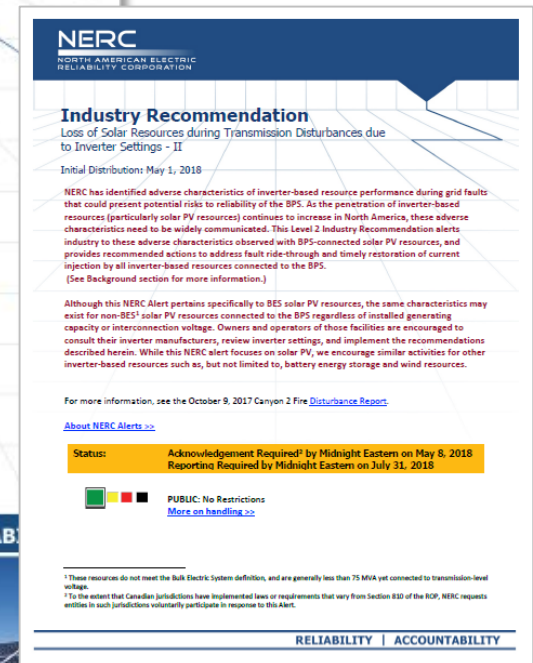 NERC
NORTH AMERICAN ELECTRIC
RELIABILITY CORPORATION
Industry Recommendation
Loss of Solar Resources during Transmission Disturbances due
to Inverter Settings - II
Initial Distribution: May 1, 2018
NERC has identified adverse characteristics of inverter-based resource performance during grid faults
that could present potential risks to reliability of the BPS. As the penetration of inverter-based
resources (particularly solar PV resources) continues to increase in North America, these adverse
characteristics need to be widely communicated. This Level 2 Industry Recommendation alerts
industry to these adverse characteristics observed with BPS-connected solar PV resources, and
provides recommended actions to address fault ride-through and timely restoration of current
injection by all inverter-based resources connected to the BPS.
(See Background section for more information.)
Although this NERC Alert pertains specifically to BES solar PV resources, the same characteristics may
exist for non-BES¹ solar PV resources connected to the BPS regardless of installed generating
capacity or interconnection voltage. Owners and operators of those facilities are encouraged to
consult their inverter manufacturers, review inverter settings, and implement the recommendations
described herein. While this NERC alert focuses on solar PV, we encourage similar activities for other
inverter-based resources such as, but not limited to, battery energy storage and wind resources.
For more information, see the October 9, 2017 Canyon 2 Fire Disturbance Report.
About NERC Alerts >>
Status: Acknowledgement Required² by Midnight Eastern on May 8, 2018
Reporting Required by Midnight Eastern on July 31, 2018
PUBLIC: No Restrictions
More on handling >>
¹ These resources do not meet the Bulk Electric System definition, and are generally less than 75 MVA yet connected to transmission-level
voltage.
² To the extent that Canadian jurisdictions have implemented laws or requirements that vary from Section 810 of the ROP, NERC requests
entities in such jurisdictions voluntarily participate in response to this Alert.
RELIABILITY | ACCOUNTABILITY